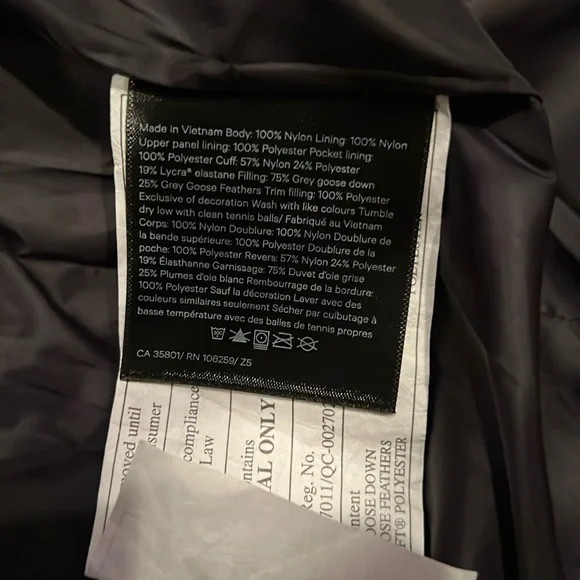 Made in Vietnam Body: 100% Nylon Lining: 100% Nylon
Upper panel lining: 100% Polyester Pocket lining:
100% Polyester Cuff: 57% Nylon 24% Polyester
19% Lycra® elastane Filling: 75% Grey goose down
25% Grey Goose Feathers Trim filling: 100% Polyester
Exclusive of decoration Wash with like colours Tumble
dry low with clean tennis balls/ Fabriqué au Vietnam
Corps: 100% Nylon Doublure: 100% Nylon Doublure de
la bande supérieure: 100% Polyester Doublure de la
poche: 100% Polyester Revers: 57% Nylon 24% Polyester
19% Élasthanne Garnissage: 75% Duvet d'oie grise
25% Plumes d'oie blanc Rembourrage de la bordure:
100% Polyester Sauf la décoration Laver avec des
couleurs similaires seulement Sécher par culbutage à
basse température avec des balles de tennis propres
CA 35801/ RN 106259/ Z5
oved until
sumer
compliance
Law
ntains
AL ONLY
Reg. No.
7011/QC-00270
ntent
OOSE DOWN
OSE FEATHERS
FT® POLYESTER